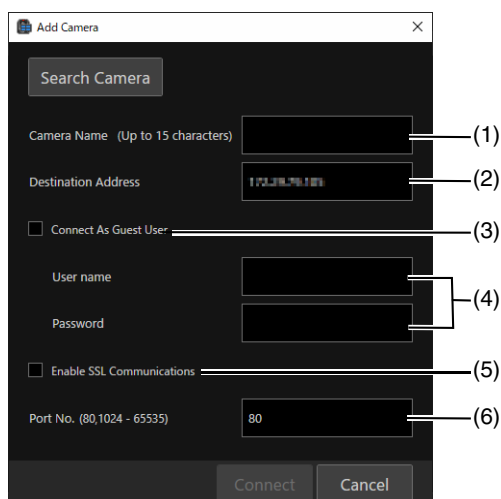 Add Camera
Search Camera
Camera Name (Up to 15 characters)
(1)
Destination Address
(2)
Connect As Guest User
(3)
User name
Password
(4)
Enable SSL Communications
(5)
Port No. (80,1024 - 65535)
80
(6)
Connect
Cancel